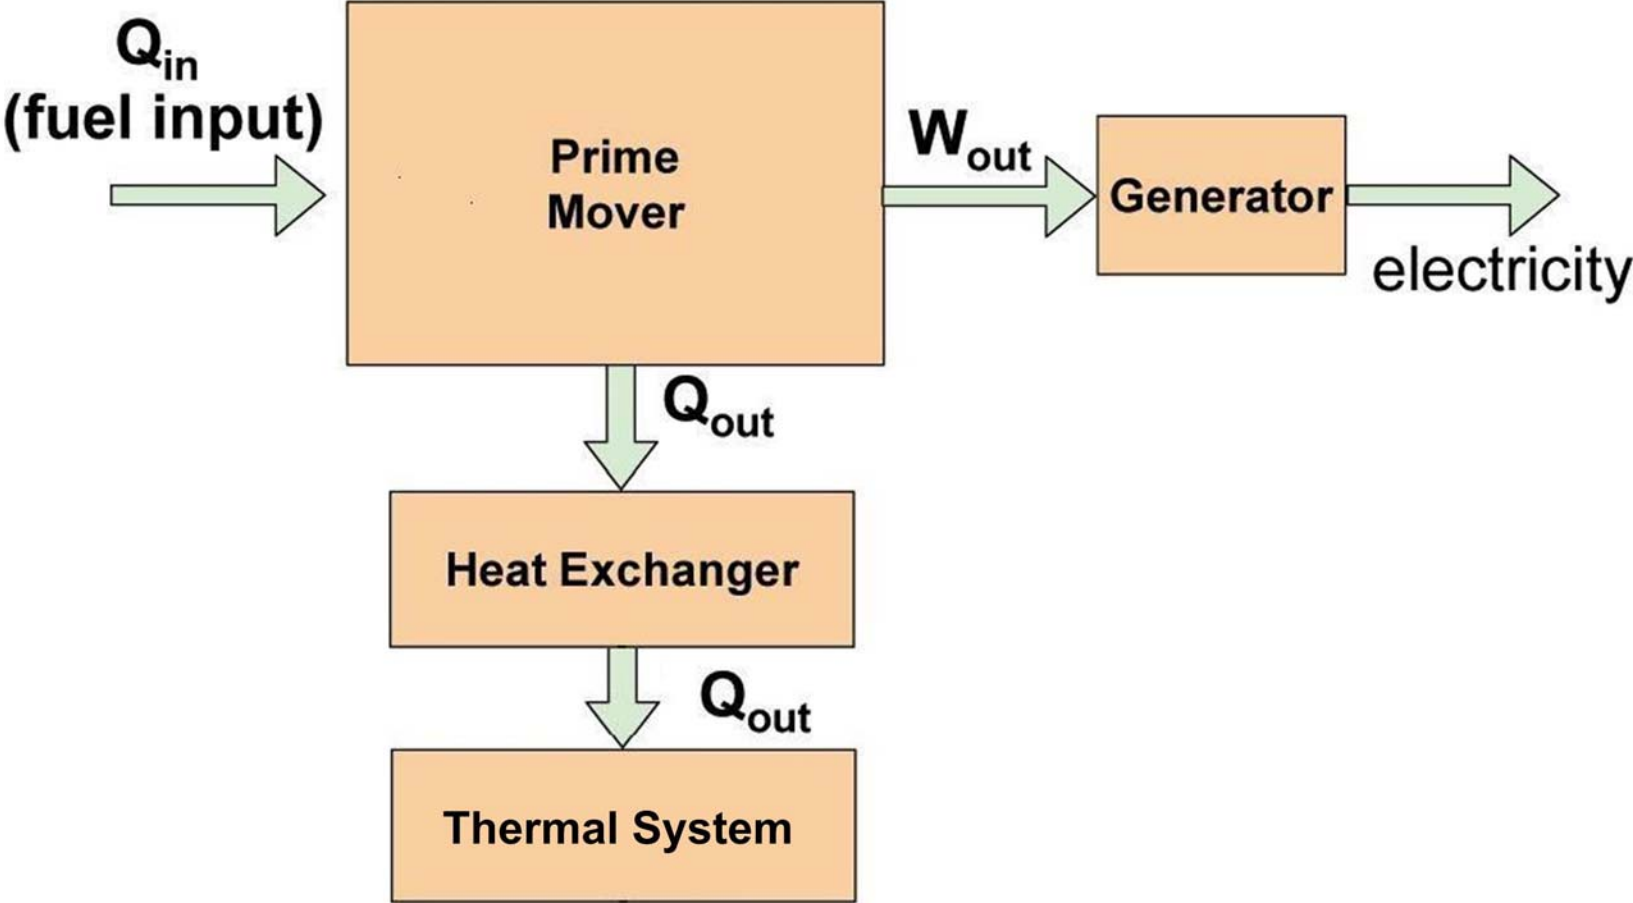 Qin
(fuel input)
Prime
Mover
Wout
Generator
electricity
Qout
Heat Exchanger
Qout
Thermal System